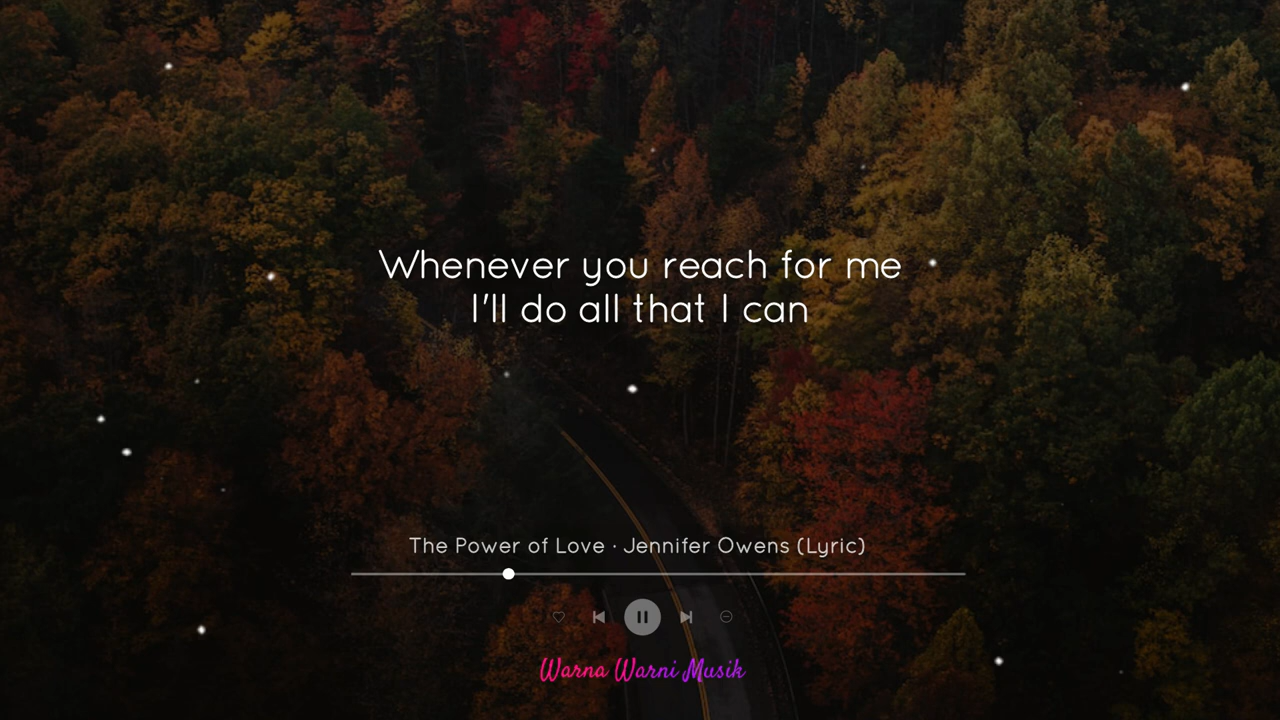 Whenever you reach for me
I'll do all that I can
The Power of Love · Jennifer Owens (Lyric)
Warna Warni Musik